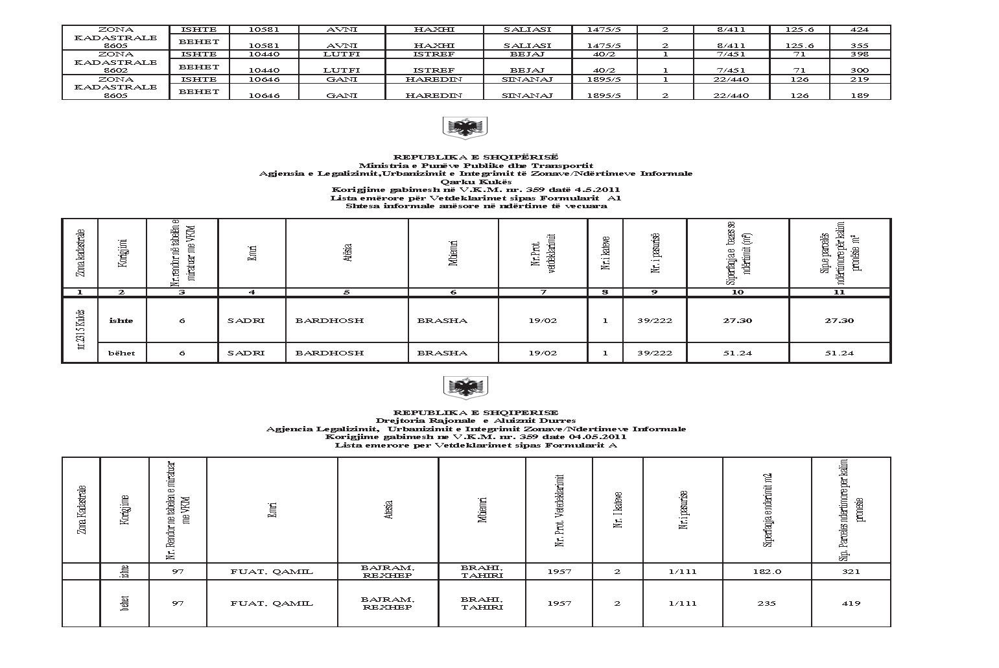 ZONA KADASTRALE 8605 ISHTE 10581 AVNI HAXHI SALIASI 1475/5 2 8/411 125.6 424
BEHET 10581 AVNI HAXHI SALIASI 1475/5 2 8/411 125.6 355
ZONA KADASTRALE 8602 ISHTE 10440 LUTFI ISTREF BEJAJ 40/2 1 7/451 71 398
BEHET 10440 LUTFI ISTREF BEJAJ 40/2 1 7/451 71 300
ZONA KADASTRALE 8605 ISHTE 10646 GANI HAREDIN SINANAJ 1895/5 1 22/440 126 219
BEHET 10646 GANI HAREDIN SINANAJ 1895/5 2 22/440 126 189
REPUBLIKA E SHQIPËRISË
Ministria e Punëve Publike dhe Transportit
Agjensia e Legalizimit,Urbanizimit e Integrimit të Zonave/Ndërtimeve Informale
Qarku Kukës
Korigjime gabimesh në V.K.M. nr. 359 datë 4.5.2011
Lista emërore për Vetdeklarimet sipas Formularit A1
Shtesa informale anësore në ndërtime të vecuara
Zona kadastrale
Korigjimi
Nr.rendor në tabelën e
miratuar me VKM
Emri
Atësia
Mbiemri
Nr.Prot.
vetdeklarimit
Nr.i kateve
Nr. i pasurisë
Siperfaqja e bazes se
ndërtimit (m²)
Sip.e parcelës
ndërtimore për kalim
pronësie m²
1 2 3 4 5 6 7 8 9 10 11
nr.2315 Kukës
ishte 6 SADRI BARDHOSH BRASHA 19/02 1 39/222 27.30 27.30
bëhet 6 SADRI BARDHOSH BRASHA 19/02 1 39/222 51.24 51.24
REPUBLIKA E SHQIPERISE
Drejtoria Rajonale e Aluiznit Durres
Agjencia Legalizimit, Urbanizimit e Integrimit Zonave/Ndertimeve Informale
Korigjime gabimesh ne V.K.M. nr. 359 date 04.05.2011
Lista emerore per Vetdeklarimet sipas Formularit A
Zona Kadastrale
Korigjime
Nr. Rendor ne tabelen e miratuar
me VKM
Emri
Atesia
Mbiemri
Nr. Prot. Vetedeklarimit
Nr. I kateve
Nr.i pasurise
Siperfaqja e nderimit m2
Sip. Parceles ndertimore per kalim
pronesie
ishte 97 FUAT, QAMIL BAJRAM, REXHEP BRAHI, TAHIRI 1957 2 1/111 182.0 321
behet 97 FUAT, QAMIL BAJRAM, REXHEP BRAHI, TAHIRI 1957 2 1/111 235 419